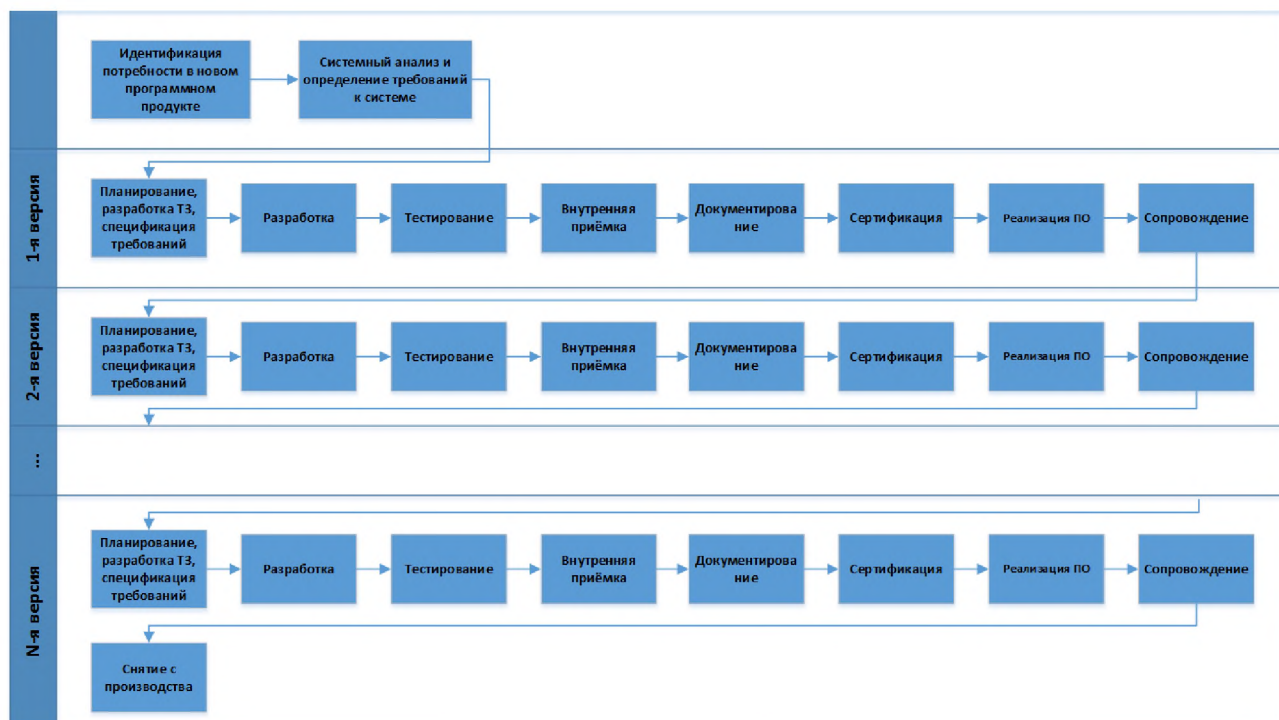 Идентификация
потребности в новом
программном
продукте
Системный анализ и
определение требований
к системе
1-я версия
Планирование,
разработка ТЗ,
спецификация
требований
Разработка
Тестирование
Внутренняя
приёмка
Документирова
ние
Сертификация
Реализация ПО
Сопровождение
2-я версия
Планирование,
разработка ТЗ,
спецификация
требований
Разработка
Тестирование
Внутренняя
приёмка
Документирова
ние
Сертификация
Реализация ПО
Сопровождение
...
N-я версия
Планирование,
разработка ТЗ,
спецификация
требований
Разработка
Тестирование
Внутренняя
приёмка
Документирова
ние
Сертификация
Реализация ПО
Сопровождение
Снятие с
производства